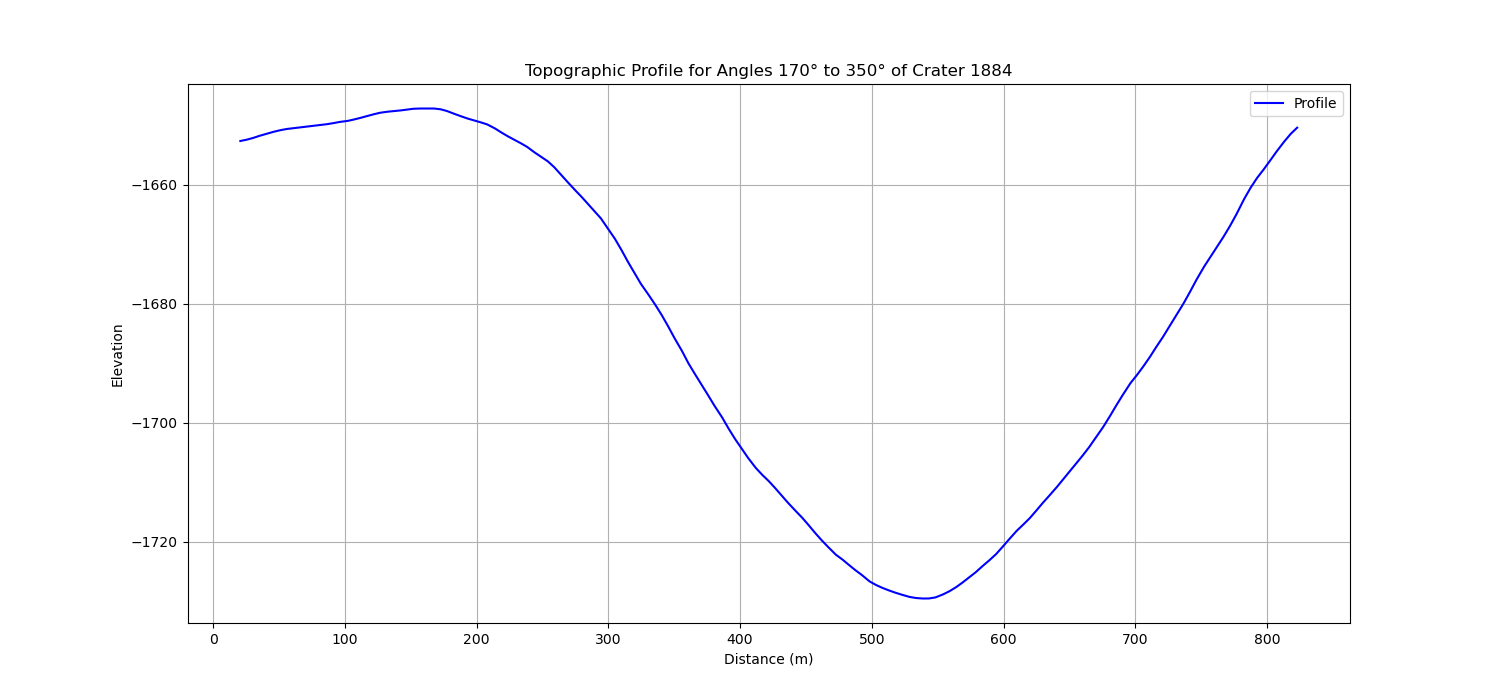 Topographic Profile for Angles 170° to 350° of Crater 1884
Profile
−1660
−1680
−1700
−1720
Elevation
0 100 200 300 400 500 600 700 800
Distance (m)